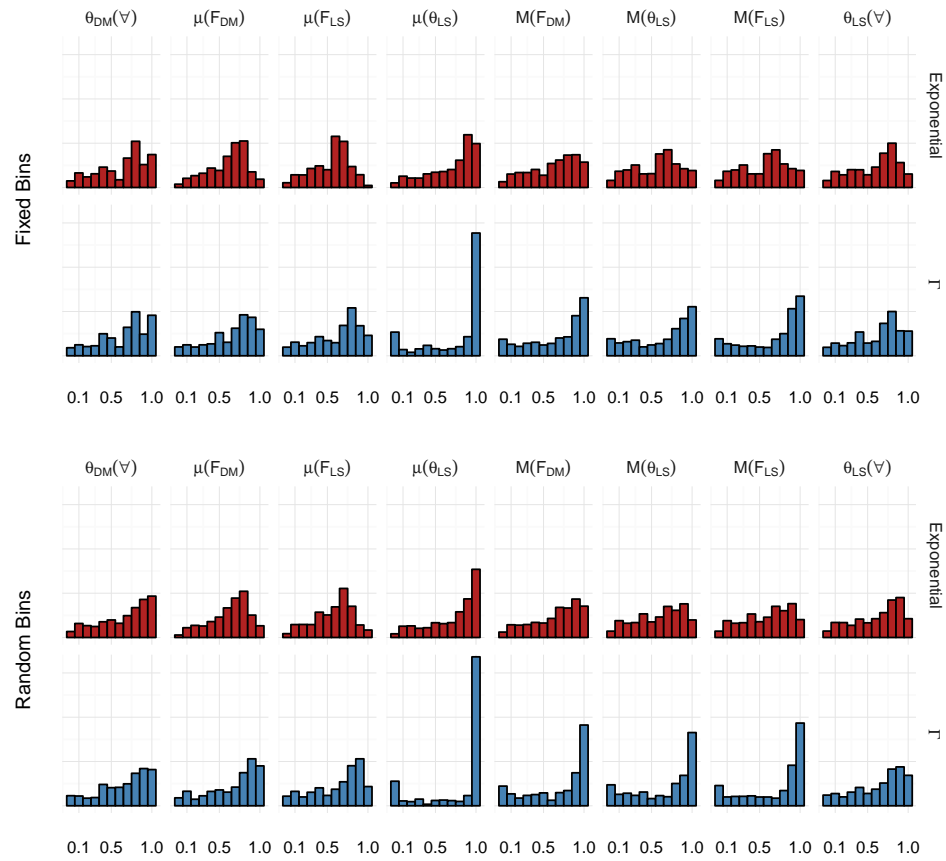 θDM(∀) μ(FDM) μ(FLS) μ(θLS) M(FDM) M(θLS) M(FLS) θLS(∀)
Fixed Bins
Exponential
Γ
0.1 0.5 1.0 0.1 0.5 1.0 0.1 0.5 1.0 0.1 0.5 1.0 0.1 0.5 1.0 0.1 0.5 1.0 0.1 0.5 1.0 0.1 0.5 1.0
θDM(∀) μ(FDM) μ(FLS) μ(θLS) M(FDM) M(θLS) M(FLS) θLS(∀)
Random Bins
Exponential
Γ
0.1 0.5 1.0 0.1 0.5 1.0 0.1 0.5 1.0 0.1 0.5 1.0 0.1 0.5 1.0 0.1 0.5 1.0 0.1 0.5 1.0 0.1 0.5 1.0